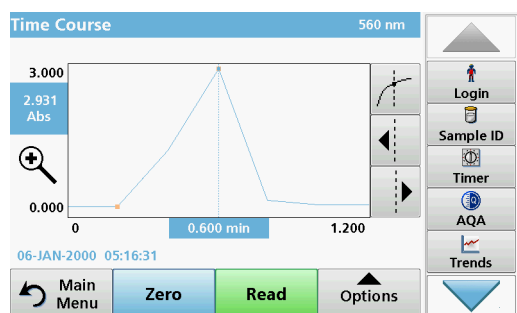 Time Course 560 nm
3.000
2.931
Abs
0.000
0 0.600 min 1.200
06-JAN-2000 05:16:31
Main
Menu
Zero
Read
Options
Login
Sample ID
Timer
AQA
Trends